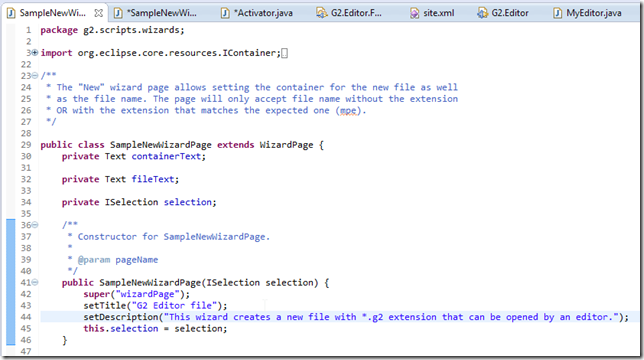 SampleNewWi... *SampleNewWi... *Activator.java G2.Editor.F... site.xml G2.Editor MyEditor.java
1 package g2.scripts.wizards;
2
3 import org.eclipse.core.resources.IContainer;
22
23 /**
24  * The "New" wizard page allows setting the container for the new file as well
25  * as the file name. The page will only accept file name without the extension
26  * OR with the extension that matches the expected one (mpe).
27  */
28
29 public class SampleNewWizardPage extends WizardPage {
30     private Text containerText;
31
32     private Text fileText;
33
34     private ISelection selection;
35
36     /**
37      * Constructor for SampleNewWizardPage.
38      *
39      * @param pageName
40      */
41     public SampleNewWizardPage(ISelection selection) {
42         super("wizardPage");
43         setTitle("G2 Editor file");
44         setDescription("This wizard creates a new file with *.g2 extension that can be opened by an editor.");
45         this.selection = selection;
46     }
47